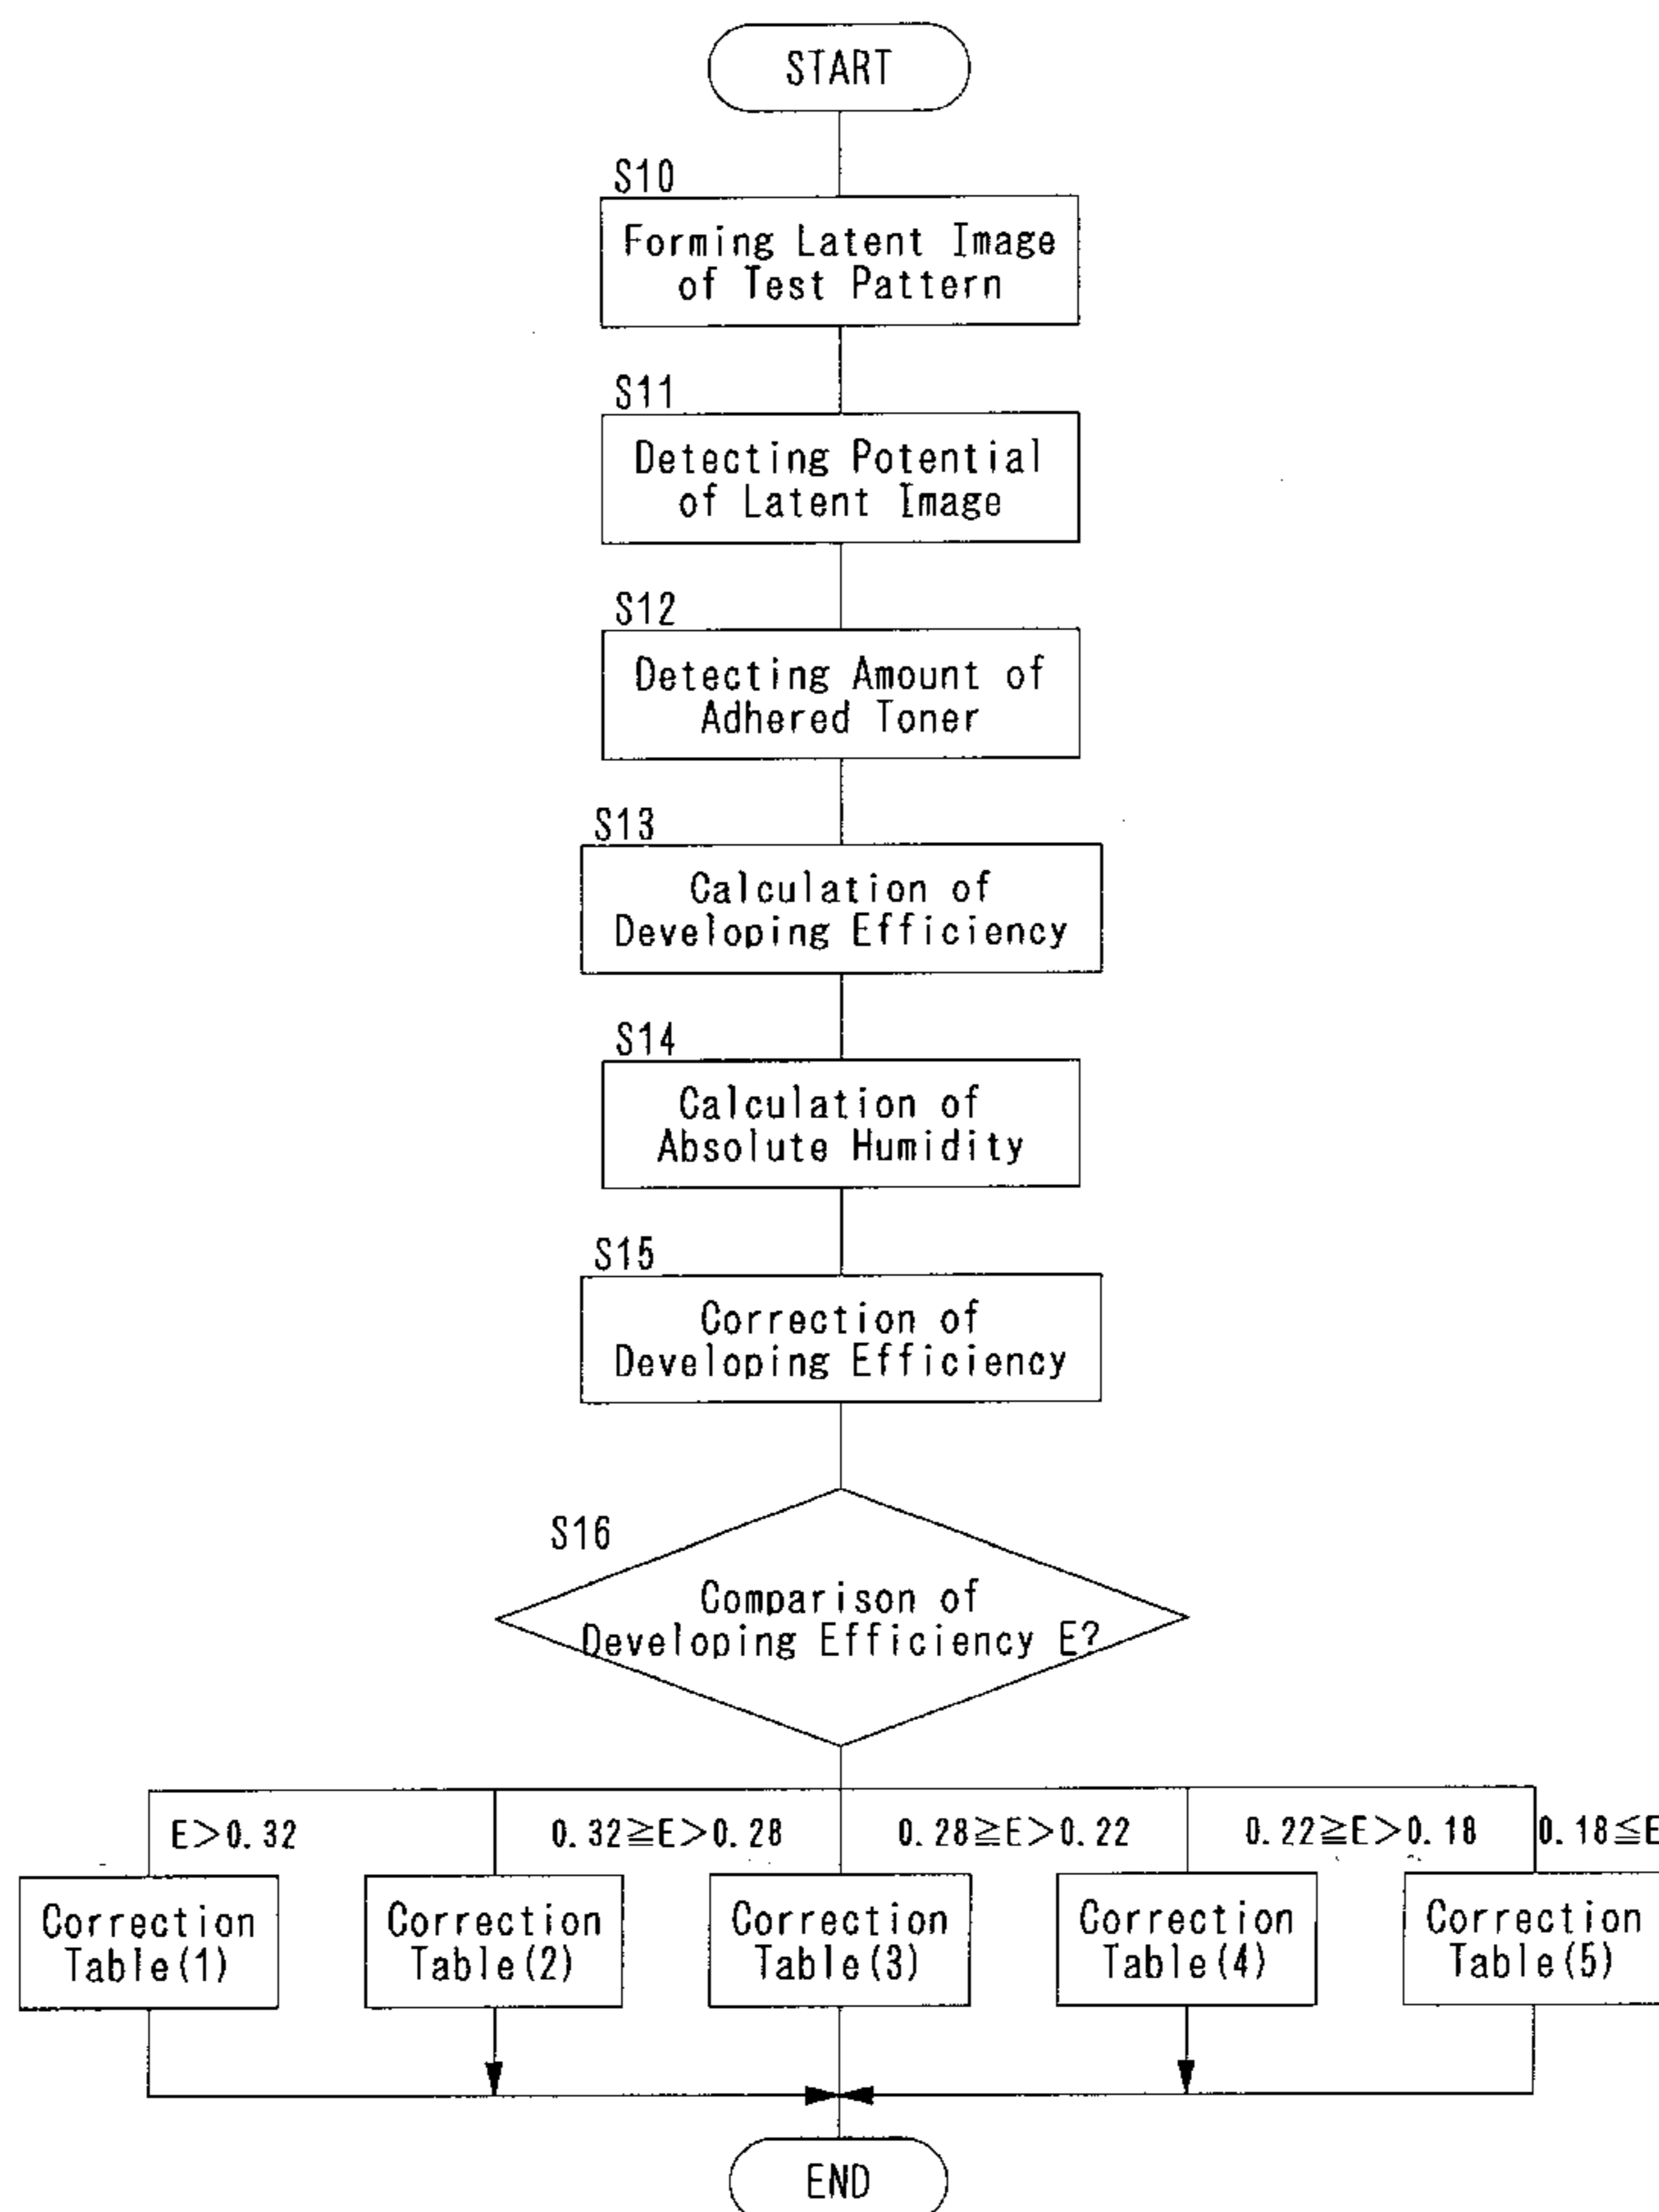 START
S10
Forming Latent Image
of Test Pattern
S11
Detecting Potential
of Latent Image
S12
Detecting Amount of
Adhered Toner
S13
Calculation of
Developing Efficiency
S14
Calculation of
Absolute Humidity
S15
Correction of
Developing Efficiency
S16
Comparison of
Developing Efficiency E?
E>0.32
0.32≧E>0.28
0.28≧E>0.22
0.22≧E>0.18
0.18≦E
Correction
Table(1)
Correction
Table(2)
Correction
Table(3)
Correction
Table(4)
Correction
Table(5)
END